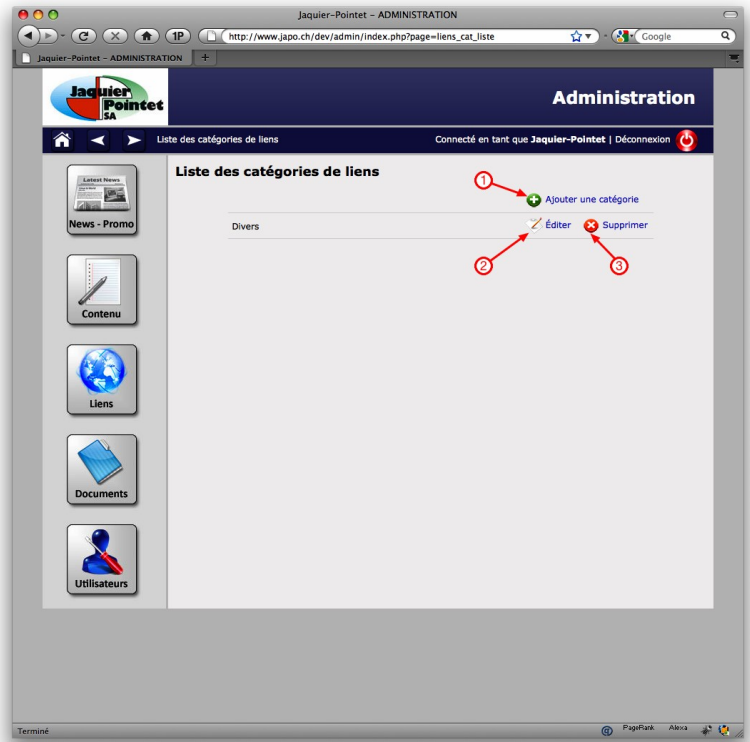 Jaquier-Pointet - ADMINISTRATION
1P
http://www.japo.ch/dev/admin/index.php?page=liens_cat_liste
Google
Jaquier-Pointet - ADMINISTRATION
Jaquier
Pointet
SA
Administration
Liste des catégories de liens
Connecté en tant que Jaquier-Pointet | Déconnexion
Latest News
News - Promo
Contenu
Liens
Documents
Utilisateurs
Liste des catégories de liens
1
Ajouter une catégorie
Divers
Éditer
Supprimer
2
3
Terminé
@
PageRank
Alexa